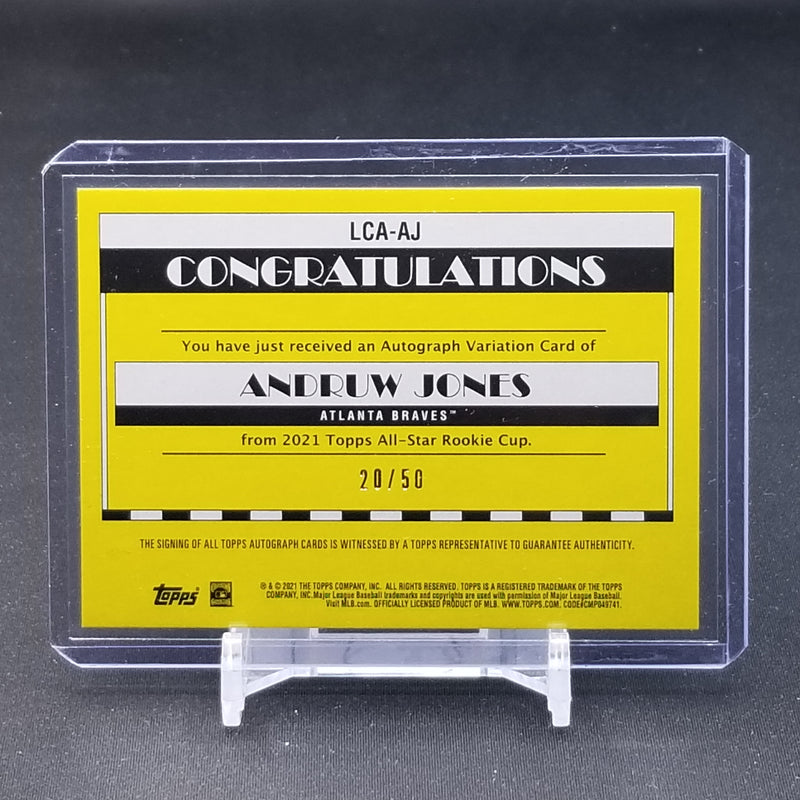 LCA-AJ
CONGRATULATIONS
You have just received an Autograph Variation Card of
ANDRUW JONES
ATLANTA BRAVES™
from 2021 Topps All-Star Rookie Cup.
20/50
THE SIGNING OF ALL TOPPS AUTOGRAPH CARDS IS WITNESSED BY A TOPPS REPRESENTATIVE TO GUARANTEE AUTHENTICITY.
Topps
® & © 2021 THE TOPPS COMPANY, INC. ALL RIGHTS RESERVED. TOPPS IS A REGISTERED TRADEMARK OF THE TOPPS
COMPANY, INC. Major League Baseball trademarks and copyrights are used with permission of Major League Baseball.
Visit MLB.com. OFFICIALLY LICENSED PRODUCT OF MLB. WWW.TOPPS.COM. CODE#CMP049741.